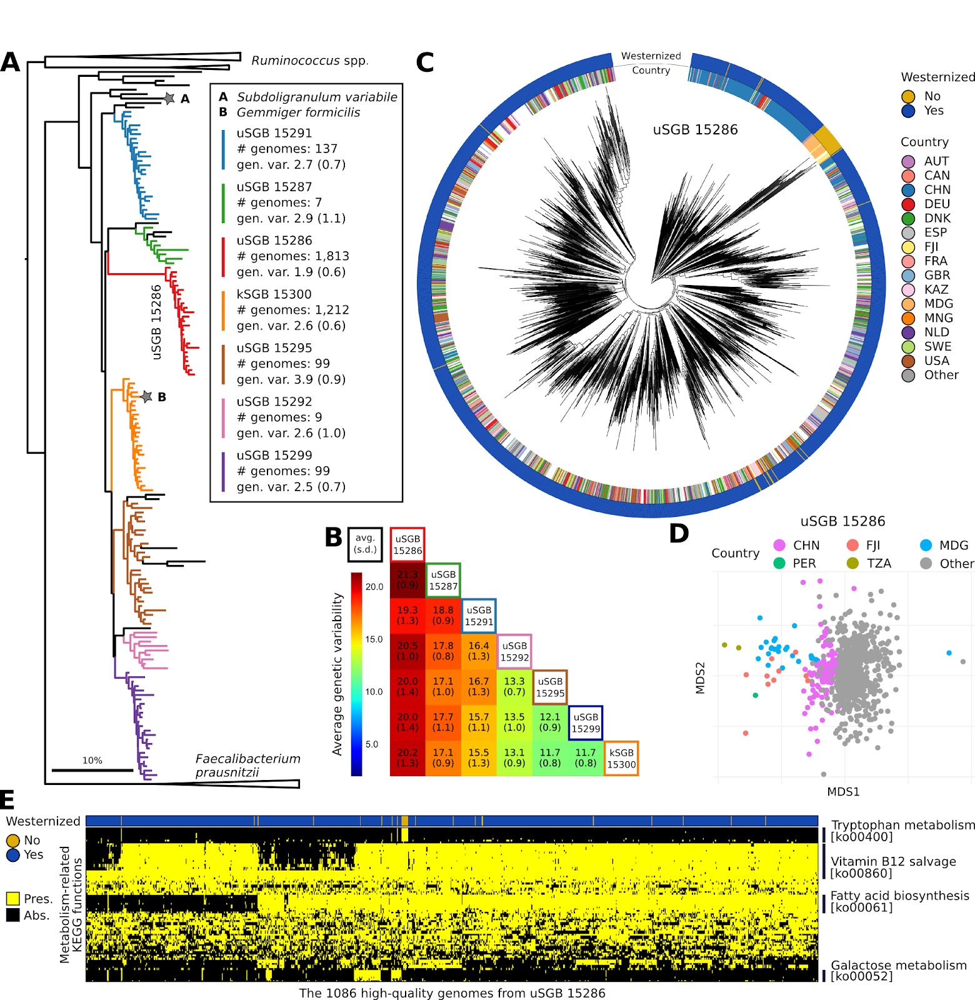 A
Ruminococcus spp.
A
A Subdoligranulum variabile
B Gemmiger formicilis
uSGB 15291
# genomes: 137
gen. var. 2.7 (0.7)
uSGB 15287
# genomes: 7
gen. var. 2.9 (1.1)
uSGB 15286
# genomes: 1,813
gen. var. 1.9 (0.6)
kSGB 15300
# genomes: 1,212
gen. var. 2.6 (0.6)
uSGB 15295
# genomes: 99
gen. var. 3.9 (0.9)
uSGB 15292
# genomes: 9
gen. var. 2.6 (1.0)
uSGB 15299
# genomes: 99
gen. var. 2.5 (0.7)
uSGB 15286
B
10%
Faecalibacterium
prausnitzii
B
avg.
(s.d.)
Average genetic variability
20.0
15.0
10.0
5.0
uSGB
15286
21.3
(0.9)
uSGB
15287
19.3
(1.3)
18.8
(0.9)
uSGB
15291
20.5
(1.0)
17.8
(0.8)
16.4
(1.3)
uSGB
15292
20.0
(1.4)
17.1
(1.0)
16.7
(1.3)
13.3
(0.7)
uSGB
15295
20.0
(1.4)
17.7
(1.1)
15.7
(1.1)
13.5
(1.0)
12.1
(0.9)
uSGB
15299
20.2
(1.3)
17.1
(0.9)
15.5
(1.3)
13.1
(0.9)
11.7
(0.8)
11.7
(0.8)
kSGB
15300
C
Westernized
Country
uSGB 15286
Westernized
No
Yes
Country
AUT
CAN
CHN
DEU
DNK
ESP
FJI
FRA
GBR
KAZ
MDG
MNG
NLD
SWE
USA
Other
D
uSGB 15286
Country
CHN
FJI
MDG
PER
TZA
Other
MDS2
MDS1
E
Westernized
No
Yes
Pres.
Abs.
Metabolism-related
KEGG functions
Tryptophan metabolism
[ko00400]
Vitamin B12 salvage
[ko00860]
Fatty acid biosynthesis
[ko00061]
Galactose metabolism
[ko00052]
The 1086 high-quality genomes from uSGB 15286